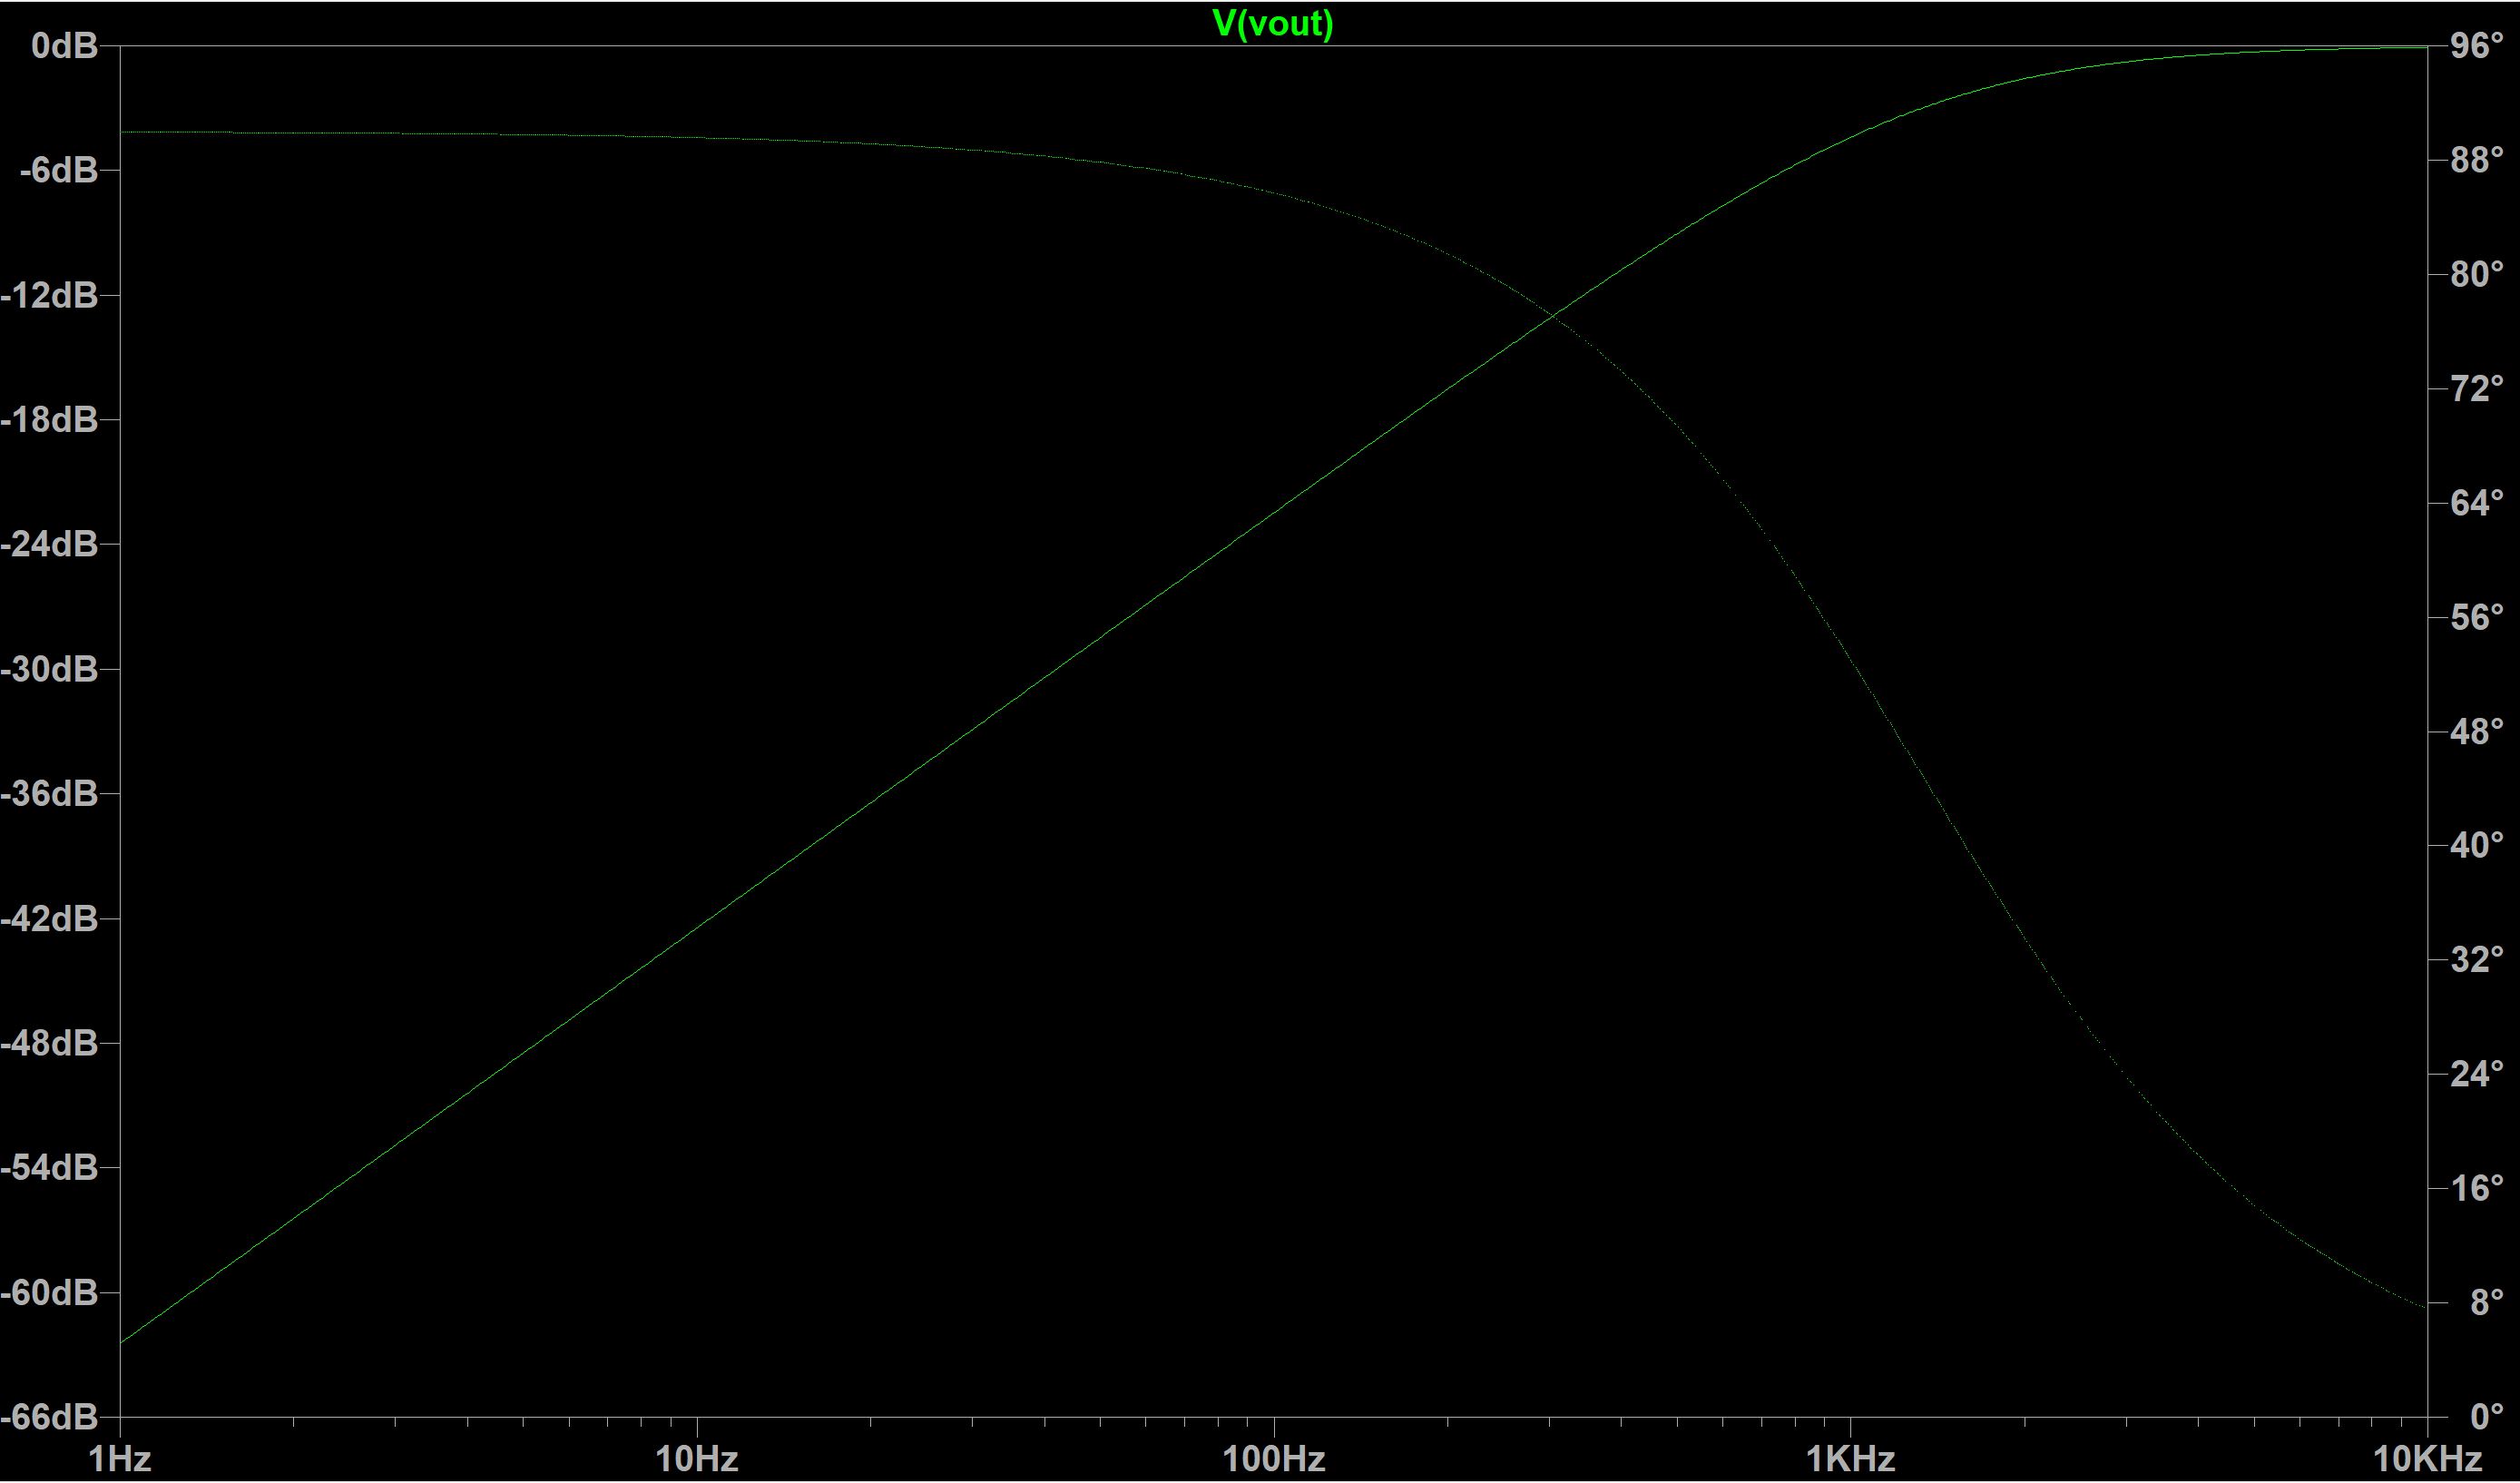 V(vout)
0dB
-6dB
-12dB
-18dB
-24dB
-30dB
-36dB
-42dB
-48dB
-54dB
-60dB
-66dB
96°
88°
80°
72°
64°
56°
48°
40°
32°
24°
16°
8°
0°
1Hz
10Hz
100Hz
1KHz
10KHz